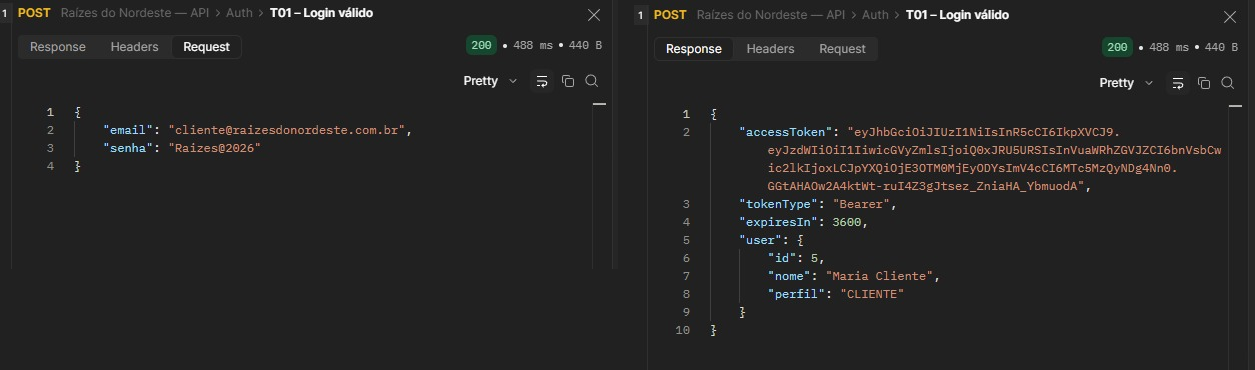 1 POST Raízes do Nordeste — API > Auth > T01 – Login válido
Response Headers Request 200 • 488 ms • 440 B
Pretty
1 {
2 "email": "cliente@raizesdonordeste.com.br",
3 "senha": "Raizes@2026"
4 }
1 POST Raízes do Nordeste — API > Auth > T01 – Login válido
Response Headers Request 200 • 488 ms • 440 B
Pretty
1 {
2 "accessToken": "eyJhbGciOiJIUzI1NiIsInR5cCI6IkpXVCJ9.
eyJzdWIiOiI1IiwicGVyZmlsIjoiQ0xJRU5URSIsInVuaWRhZGVJZCI6bnVsbCw
ic2lkIjoxLCJpYXQiOjE3OTM0MjEyODYsImV4cCI6MTc5MzQyNDg4Nn0.
GGtAHAOw2A4ktWt-ruI4Z3gJtsez_ZniaHA_YbmuodA",
3 "tokenType": "Bearer",
4 "expiresIn": 3600,
5 "user": {
6 "id": 5,
7 "nome": "Maria Cliente",
8 "perfil": "CLIENTE"
9 }
10 }